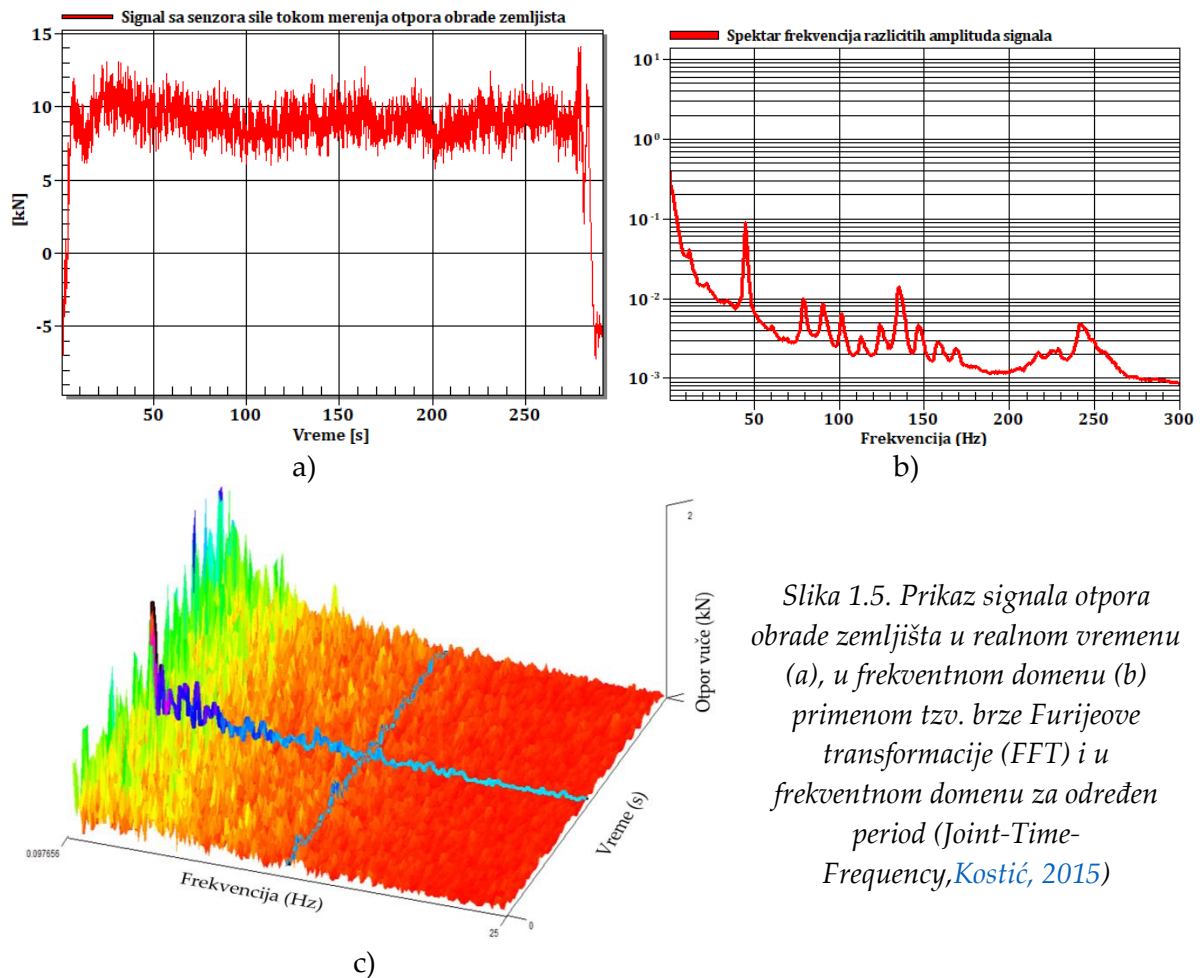 Signal sa senzora sile tokom merenja otpora obrade zemljista
15
10
5
0
-5
[kN]
50
100
150
200
250
Vreme [s]
a)
Spektar frekvencija razlicitih amplituda signala
10¹
10⁰
10⁻¹
10⁻²
10⁻³
50
100
150
200
250
300
Frekvencija (Hz)
b)
2
Otpor vuče (kN)
Vreme (s)
0.097656
Frekvencija (Hz)
25
0
c)
Slika 1.5. Prikaz signala otpora
obrade zemljišta u realnom vremenu
(a), u frekventnom domenu (b)
primenom tzv. brze Furijeove
transformacije (FFT) i u
frekventnom domenu za određen
period (Joint-Time-
Frequency,Kostić, 2015)